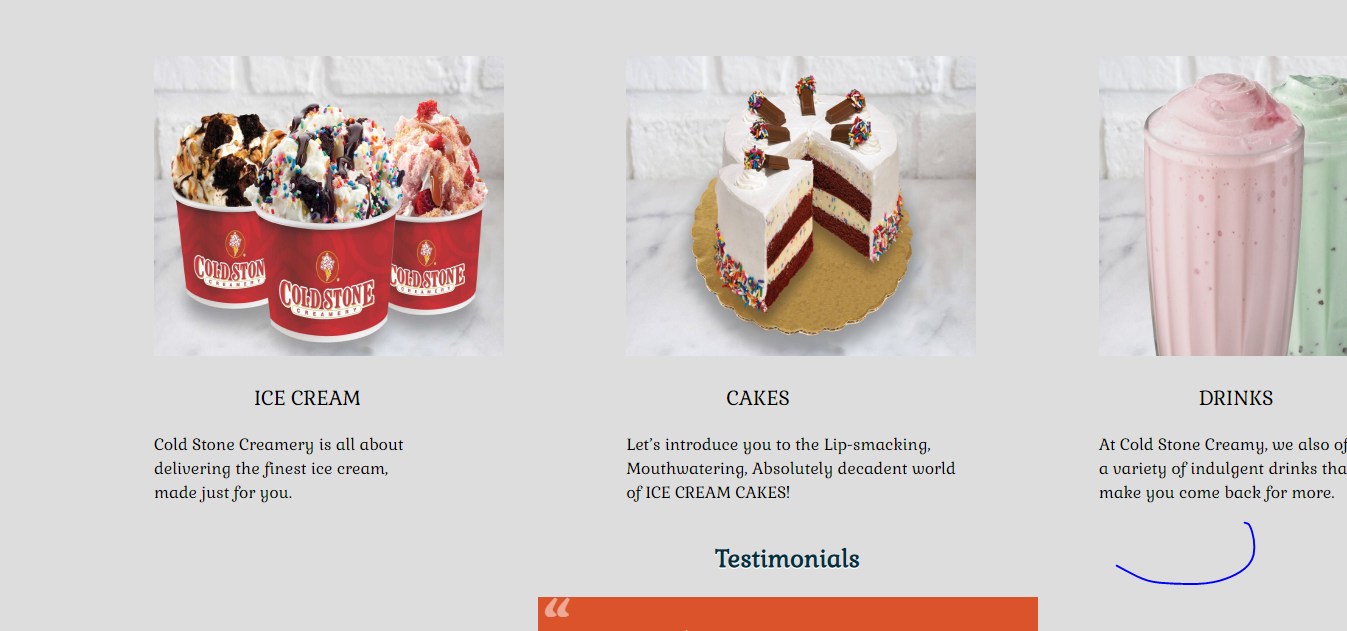 COLD STONE
CREAMERY
COLD STONE
CREAMERY
COLD STONE
CREAMERY
ICE CREAM
CAKES
DRINKS
Cold Stone Creamery is all about
delivering the finest ice cream,
made just for you.
Let's introduce you to the Lip-smacking,
Mouthwatering, Absolutely decadent world
of ICE CREAM CAKES!
At Cold Stone Creamy, we also of
a variety of indulgent drinks tha
make you come back for more.
Testimonials
“